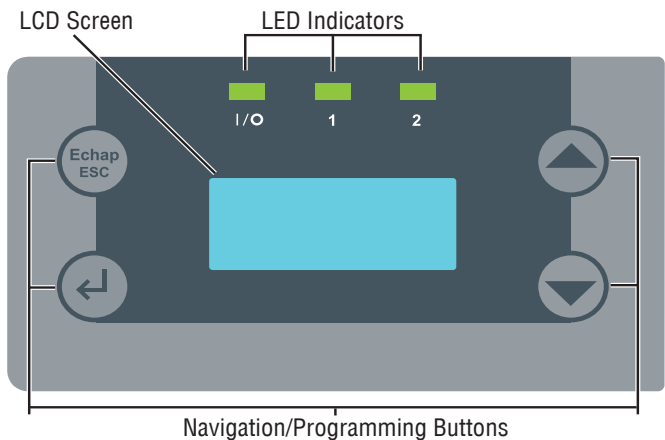 LCD Screen
LED Indicators
I/O
1
2
Echap
ESC
Navigation/Programming Buttons